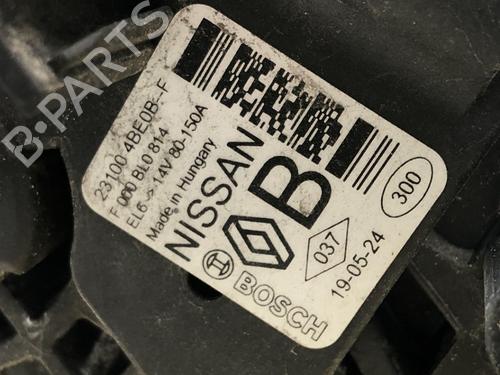 23100 4BE0B--F
F 000 BL0 814
EL6 -> 14V 80-150A
Made in Hungary
NISSAN
B
037
300
19-05-24
BOSCH
B-PARTS